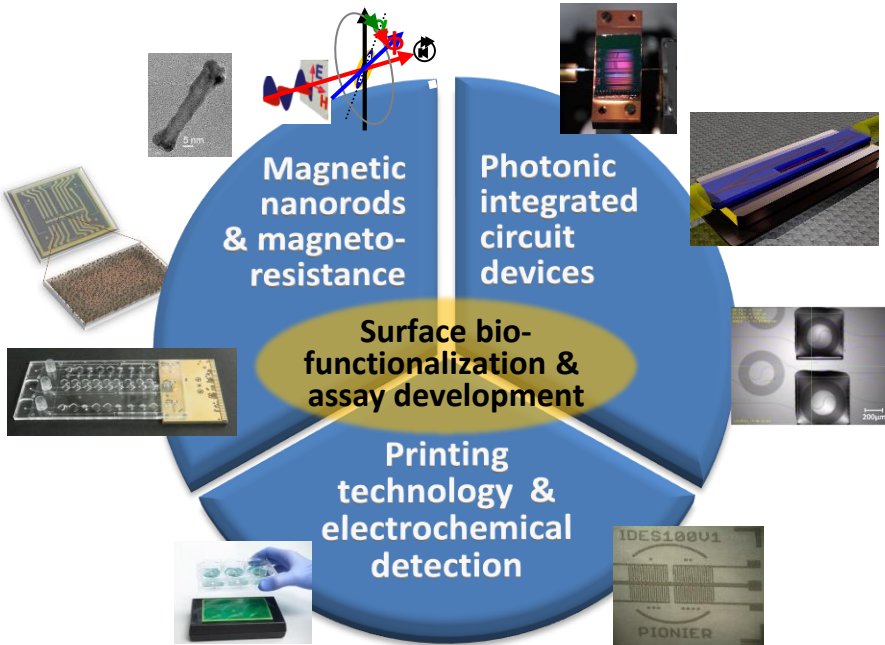 E
H
5 nm
Magnetic
nanorods
& magneto-
resistance
Photonic
integrated
circuit
devices
Surface bio-
functionalization &
assay development
200µm
Printing
technology &
electrochemical
detection
IDES100V1
PIONIER